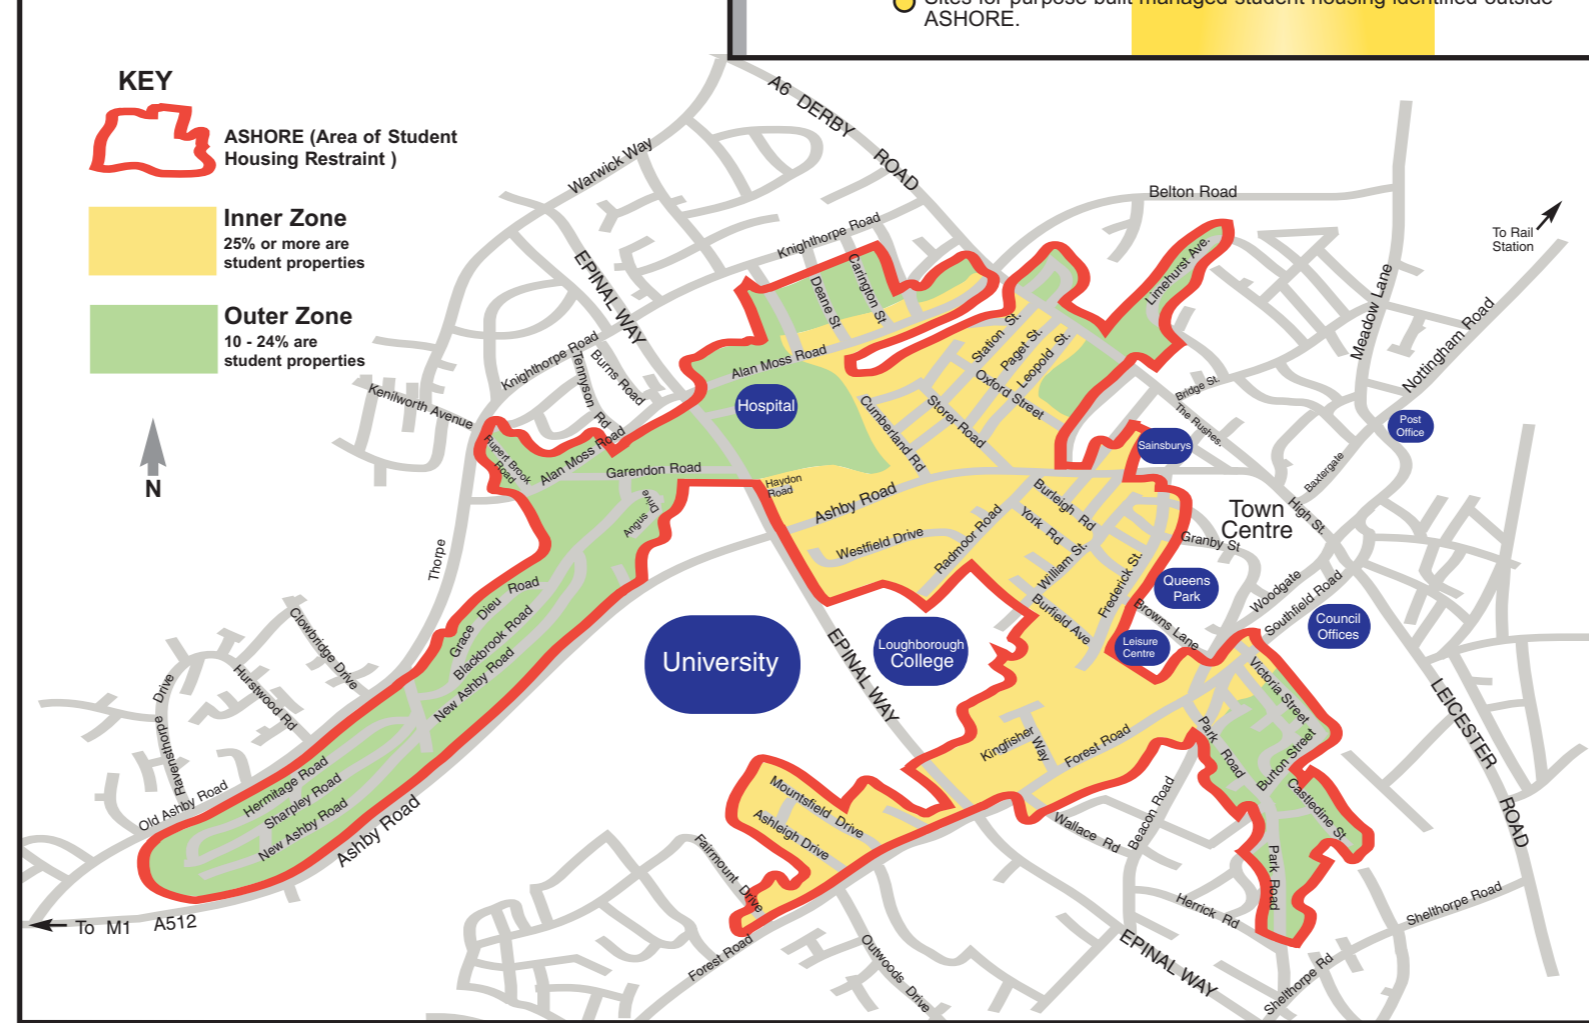 Sites for purpose built managed student housing identified outside
ASHORE.
KEY
ASHORE (Area of Student
Housing Restraint )
Inner Zone
25% or more are
student properties
Outer Zone
10 - 24% are
student properties
N
A6 DERBY
ROAD
Warwick Way
Belton Road
To Rail
Station
Knighthorpe Road
EPINAL WAY
Limehurst Ave.
Carington St
Deane St
Meadow Lane
Nottingham Road
Station St.
Paget St.
Leopold St.
Oxford Street
Knighthorpe Road
Burns Road
Tennyson Rd
Alan Moss Road
Kenilworth Avenue
Bridge St.
The Rushes.
Hospital
Cumberland Rd
Storer Road
Post
Office
Sainsburys
Rupert Brook
Road
Alan Moss Road
Garendon Road
Haydon
Road
Baxtergate
Angus Drive
Ashby Road
Burleigh Rd
High St.
Town
Centre
York Rd
Granby St
Westfield Drive
Radmoor Road
William St.
Thorpe
Frederick St.
Queens
Park
Woodgate
Southfield Road
Grace Dieu Road
Blackbrook Road
New Ashby Road
Burfield Ave
Browns Lane
Leisure
Centre
Council
Offices
Clowbridge Drive
Hurstwood Rd
Ravensthorpe Drive
University
Loughborough
College
EPINAL WAY
Victoria Street
LEICESTER
ROAD
Kingfisher
Way
Forest Road
Park Road
Burton Street
Castledine St.
Old Ashby Road
Hermitage Road
Sharpley Road
New Ashby Road
Ashby Road
Mountsfield Drive
Ashleigh Drive
Wallace Rd
Beacon Road
Fairmount Drive
Park Road
Herrick Rd
Shelthorpe Road
To M1 A512
Forest Road
Outwoods Drive
EPINAL WAY
Shelthorpe Rd